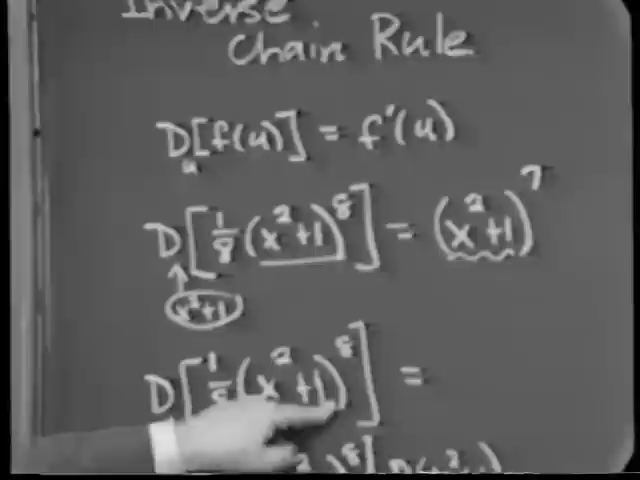 Inverse
Chain Rule
D_u[f(u)] = f'(u)
D[1/8(x²+1)⁸] = (x²+1)⁷
x²+1
D[1/8(x²+1)⁸] =